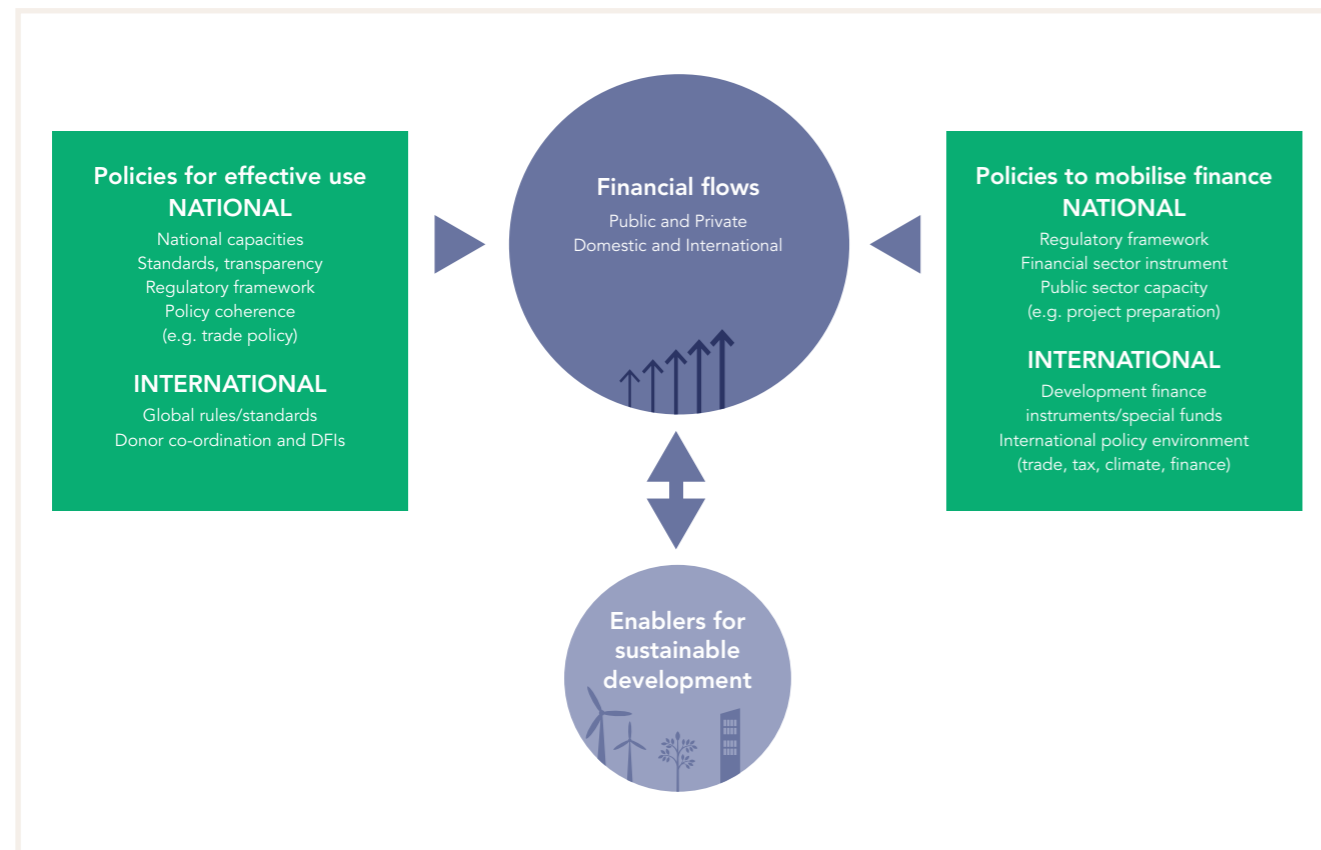 Policies for effective use
NATIONAL
National capacities
Standards, transparency
Regulatory framework
Policy coherence
(e.g. trade policy)
INTERNATIONAL
Global rules/standards
Donor co-ordination and DFIs
Financial flows
Public and Private
Domestic and International
Policies to mobilise finance
NATIONAL
Regulatory framework
Financial sector instrument
Public sector capacity
(e.g. project preparation)
INTERNATIONAL
Development finance
instruments/special funds
International policy environment
(trade, tax, climate, finance)
Enablers for
sustainable
development